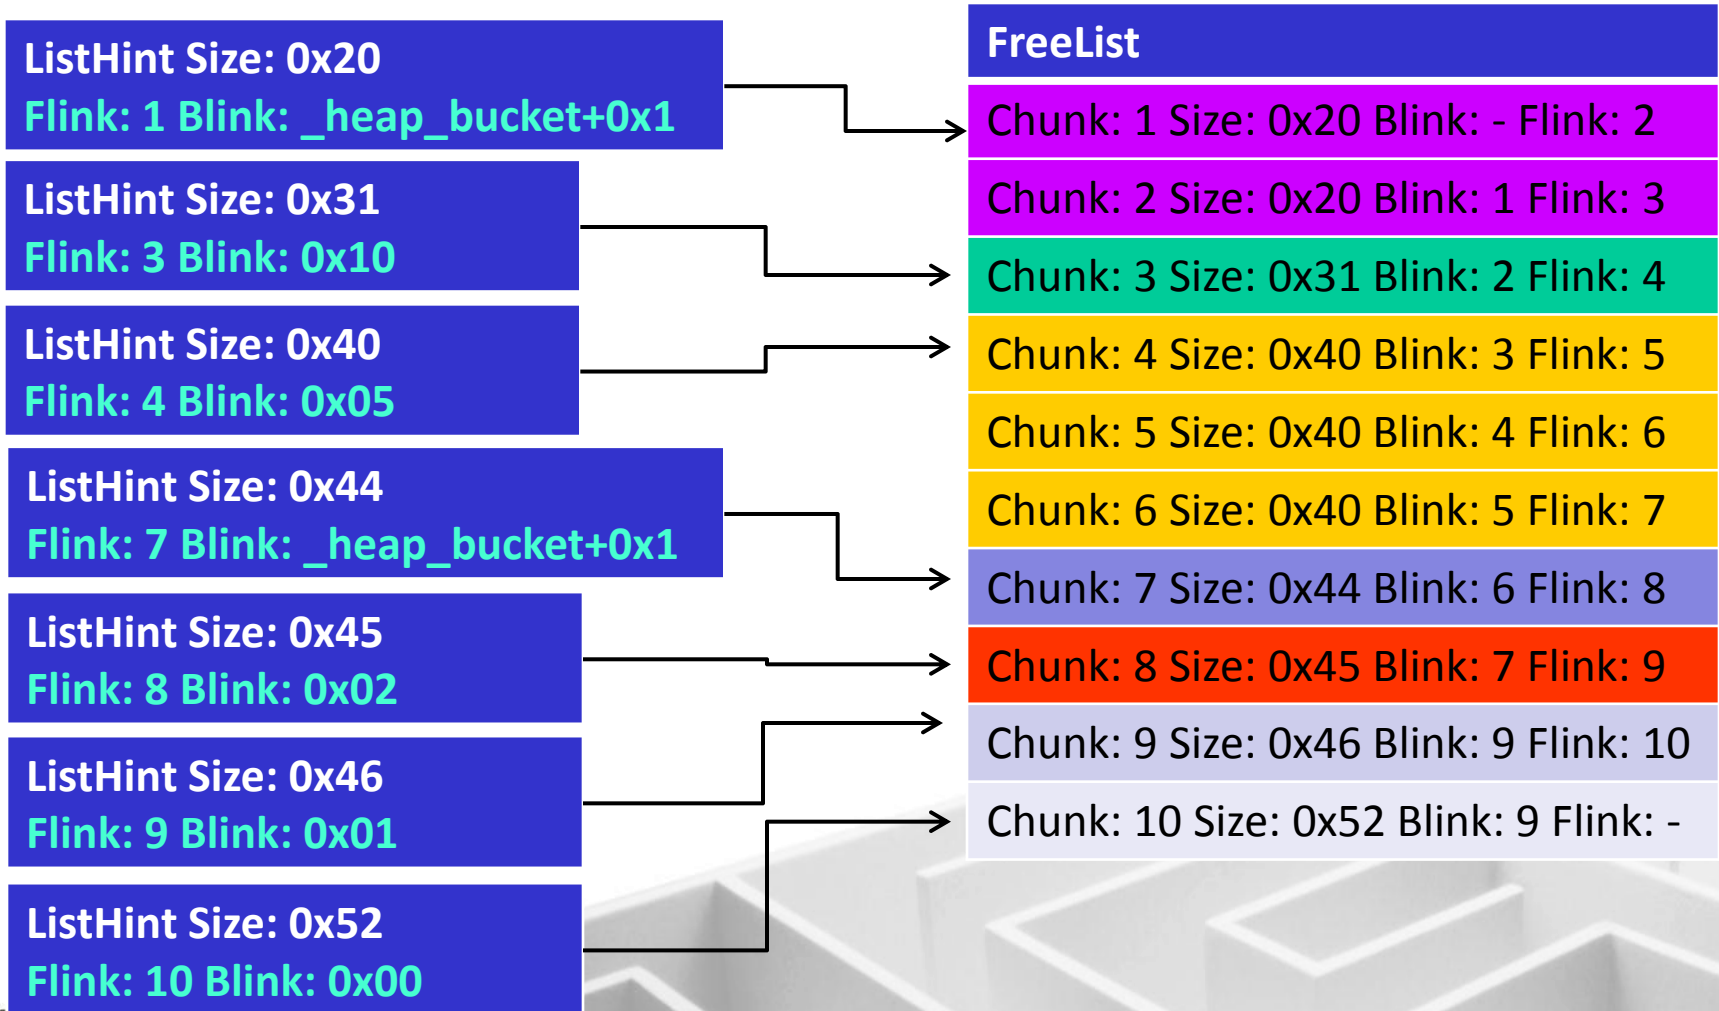 ListHint Size: 0x20
Flink: 1 Blink: _heap_bucket+0x1
ListHint Size: 0x31
Flink: 3 Blink: 0x10
ListHint Size: 0x40
Flink: 4 Blink: 0x05
ListHint Size: 0x44
Flink: 7 Blink: _heap_bucket+0x1
ListHint Size: 0x45
Flink: 8 Blink: 0x02
ListHint Size: 0x46
Flink: 9 Blink: 0x01
ListHint Size: 0x52
Flink: 10 Blink: 0x00
FreeList
Chunk: 1 Size: 0x20 Blink: - Flink: 2
Chunk: 2 Size: 0x20 Blink: 1 Flink: 3
Chunk: 3 Size: 0x31 Blink: 2 Flink: 4
Chunk: 4 Size: 0x40 Blink: 3 Flink: 5
Chunk: 5 Size: 0x40 Blink: 4 Flink: 6
Chunk: 6 Size: 0x40 Blink: 5 Flink: 7
Chunk: 7 Size: 0x44 Blink: 6 Flink: 8
Chunk: 8 Size: 0x45 Blink: 7 Flink: 9
Chunk: 9 Size: 0x46 Blink: 9 Flink: 10
Chunk: 10 Size: 0x52 Blink: 9 Flink: -